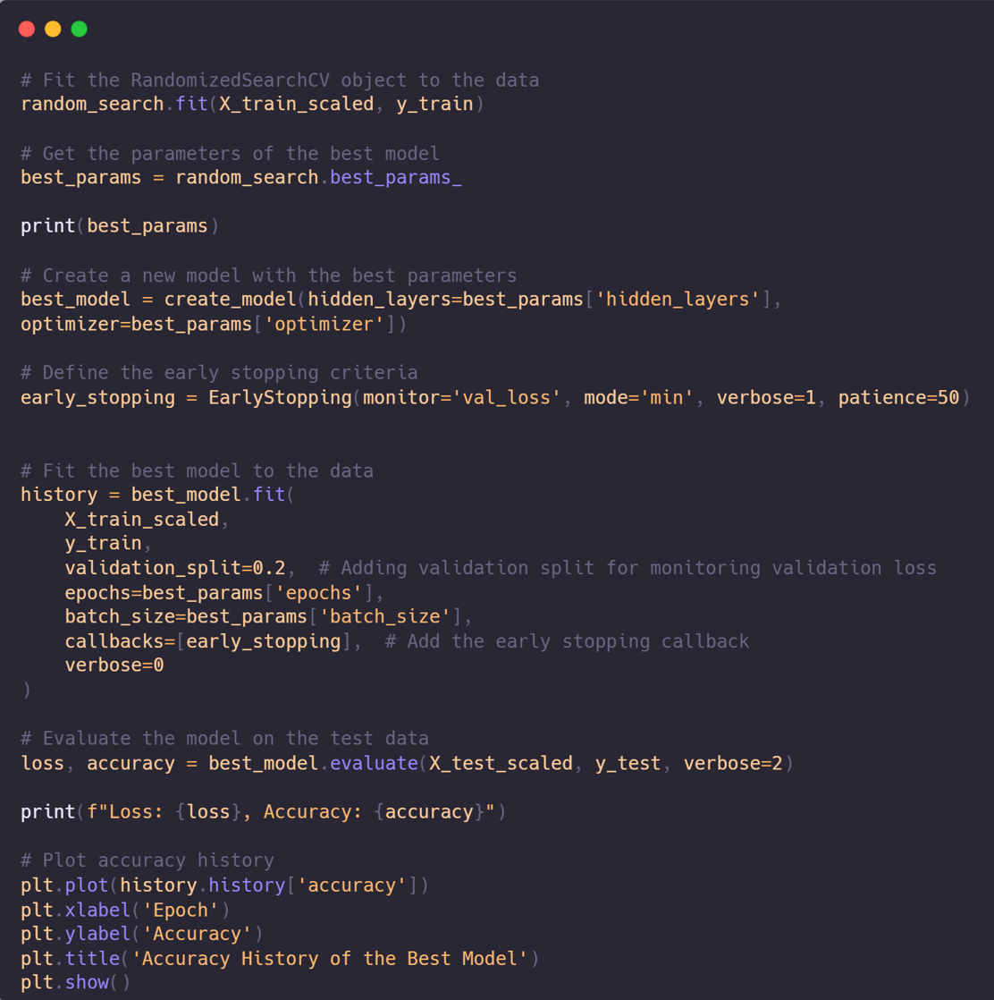 # Fit the RandomizedSearchCV object to the data
random_search.fit(X_train_scaled, y_train)
# Get the parameters of the best model
best_params = random_search.best_params_
print(best_params)
# Create a new model with the best parameters
best_model = create_model(hidden_layers=best_params['hidden_layers'],
optimizer=best_params['optimizer'])
# Define the early stopping criteria
early_stopping = EarlyStopping(monitor='val_loss', mode='min', verbose=1, patience=50)
# Fit the best model to the data
history = best_model.fit(
    X_train_scaled,
    y_train,
    validation_split=0.2,  # Adding validation split for monitoring validation loss
    epochs=best_params['epochs'],
    batch_size=best_params['batch_size'],
    callbacks=[early_stopping],  # Add the early stopping callback
    verbose=0
)
# Evaluate the model on the test data
loss, accuracy = best_model.evaluate(X_test_scaled, y_test, verbose=2)
print(f"Loss: {loss}, Accuracy: {accuracy}")
# Plot accuracy history
plt.plot(history.history['accuracy'])
plt.xlabel('Epoch')
plt.ylabel('Accuracy')
plt.title('Accuracy History of the Best Model')
plt.show()